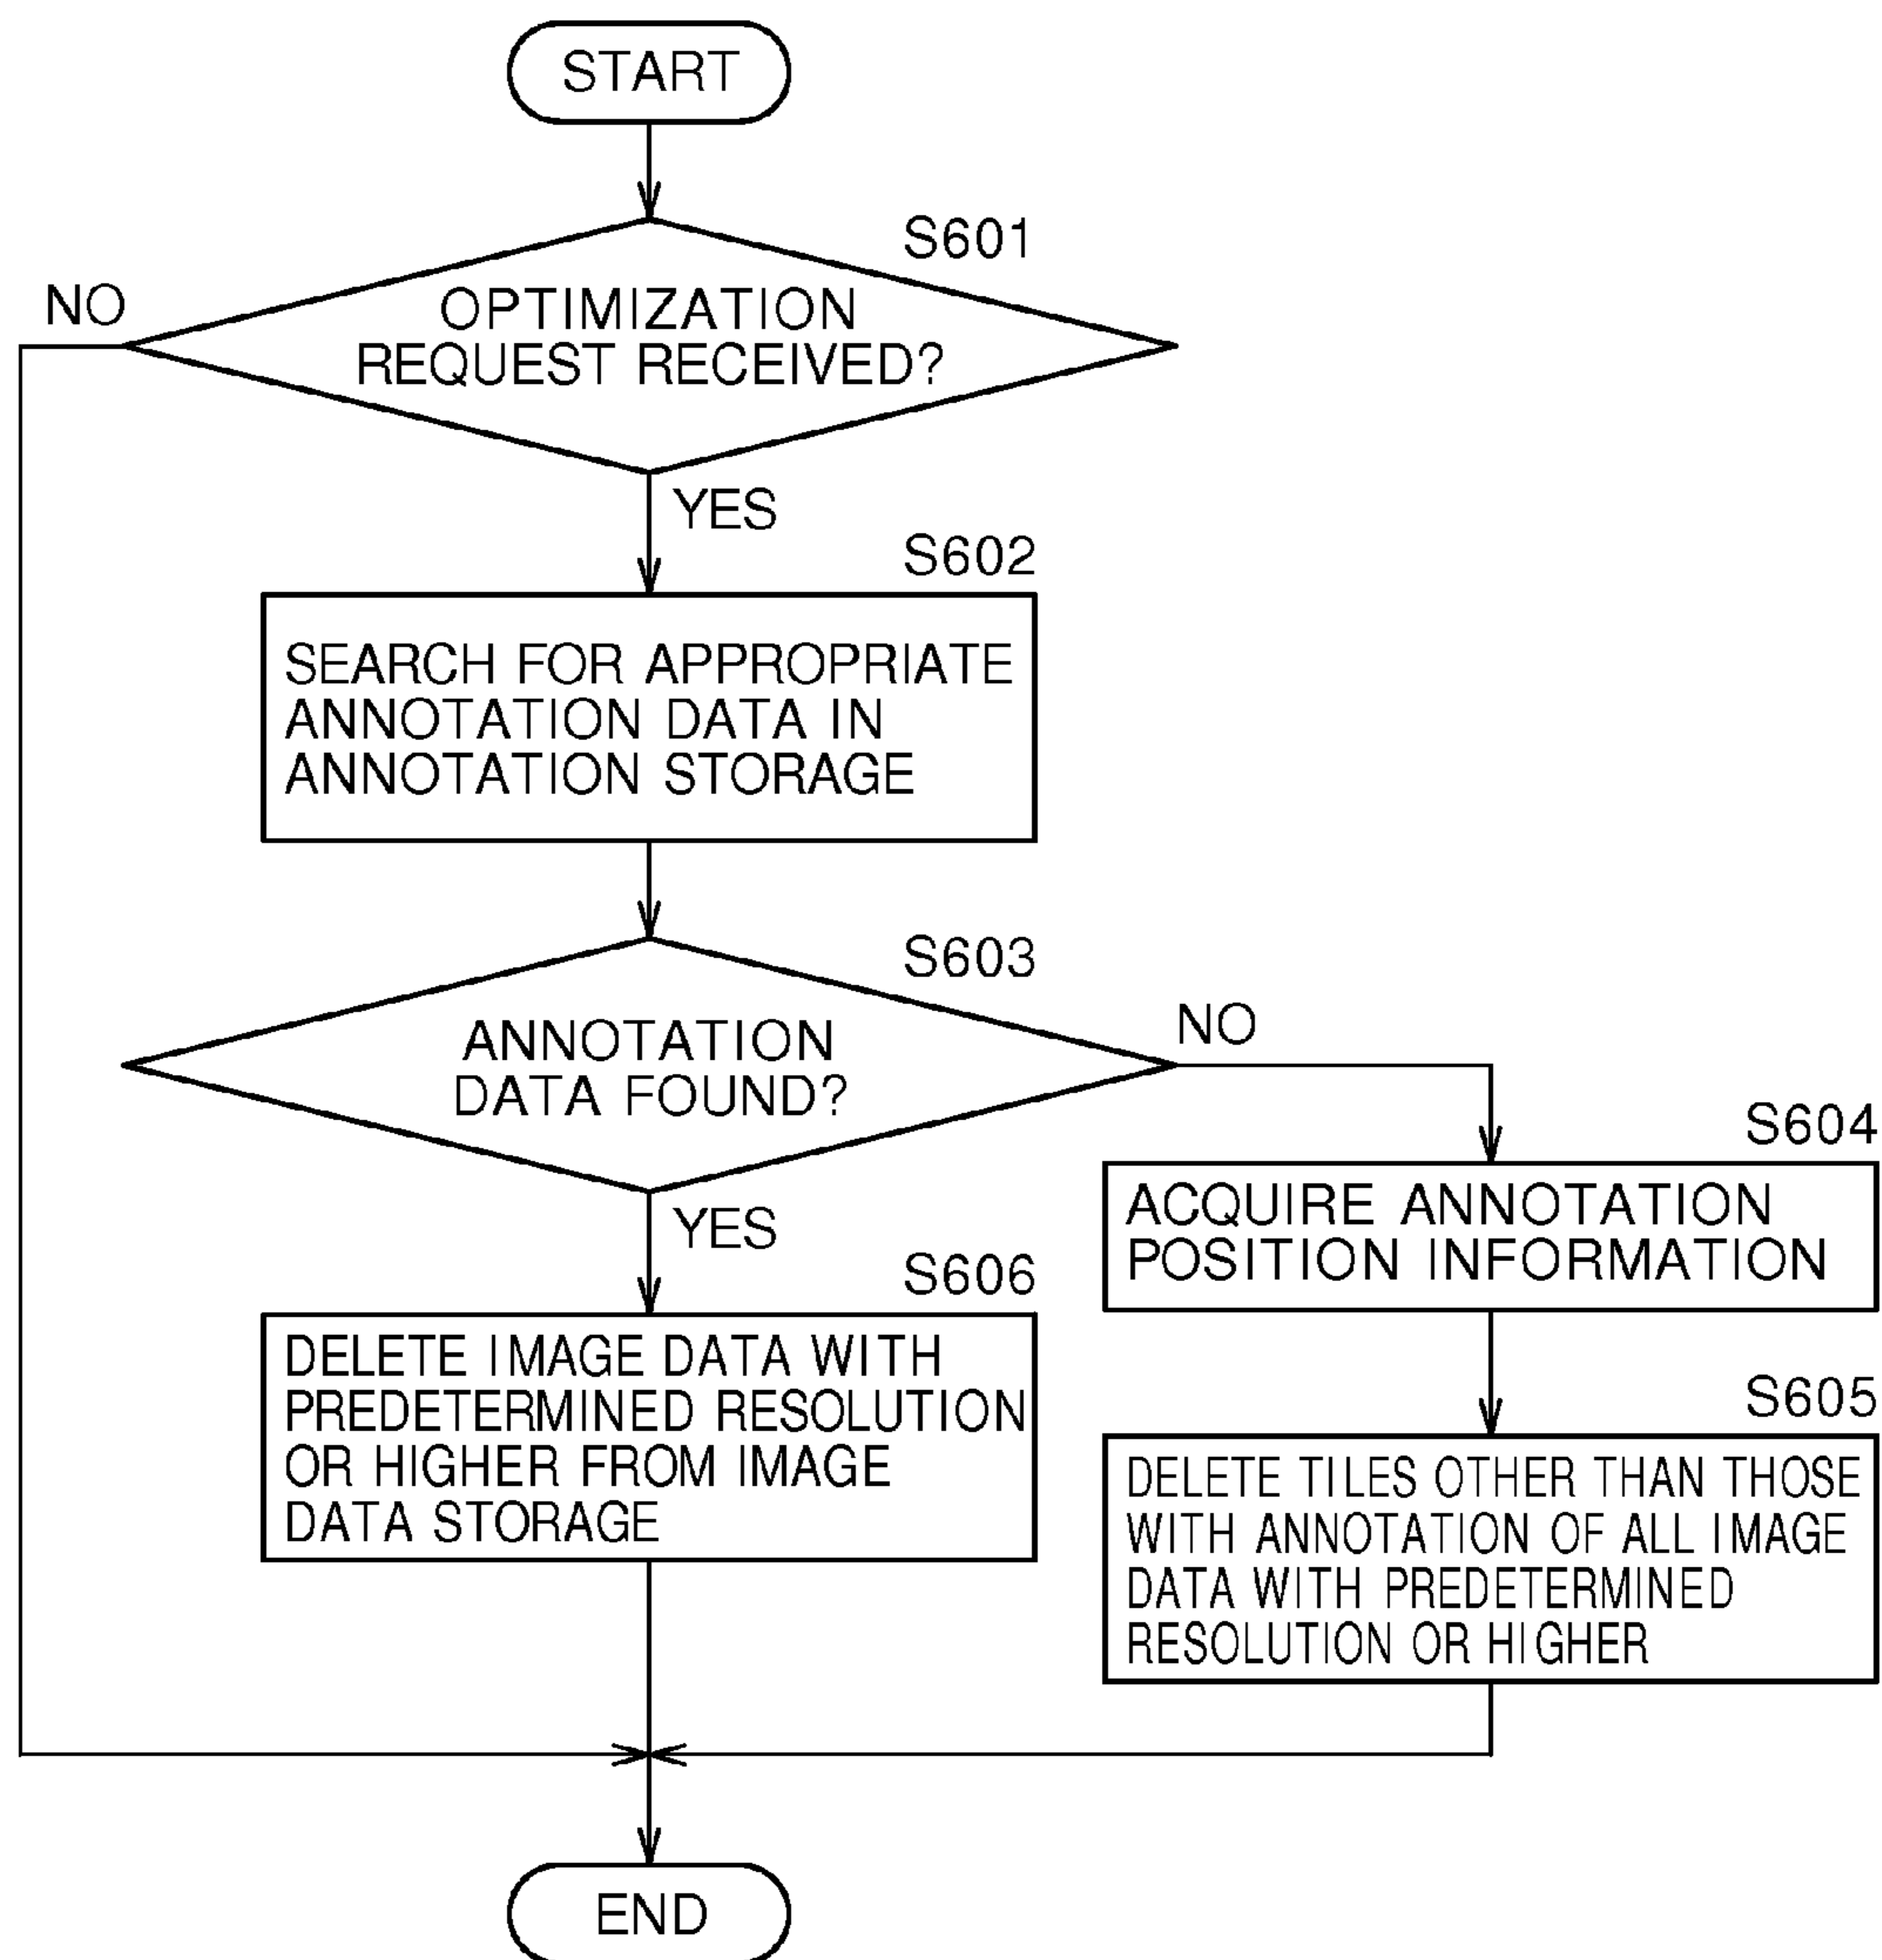 START
S601
NO
OPTIMIZATION
REQUEST RECEIVED?
YES
S602
SEARCH FOR APPROPRIATE
ANNOTATION DATA IN
ANNOTATION STORAGE
S603
ANNOTATION
DATA FOUND?
NO
YES
S604
ACQUIRE ANNOTATION
POSITION INFORMATION
S606
DELETE IMAGE DATA WITH
PREDETERMINED RESOLUTION
OR HIGHER FROM IMAGE
DATA STORAGE
S605
DELETE TILES OTHER THAN THOSE
WITH ANNOTATION OF ALL IMAGE
DATA WITH PREDETERMINED
RESOLUTION OR HIGHER
END